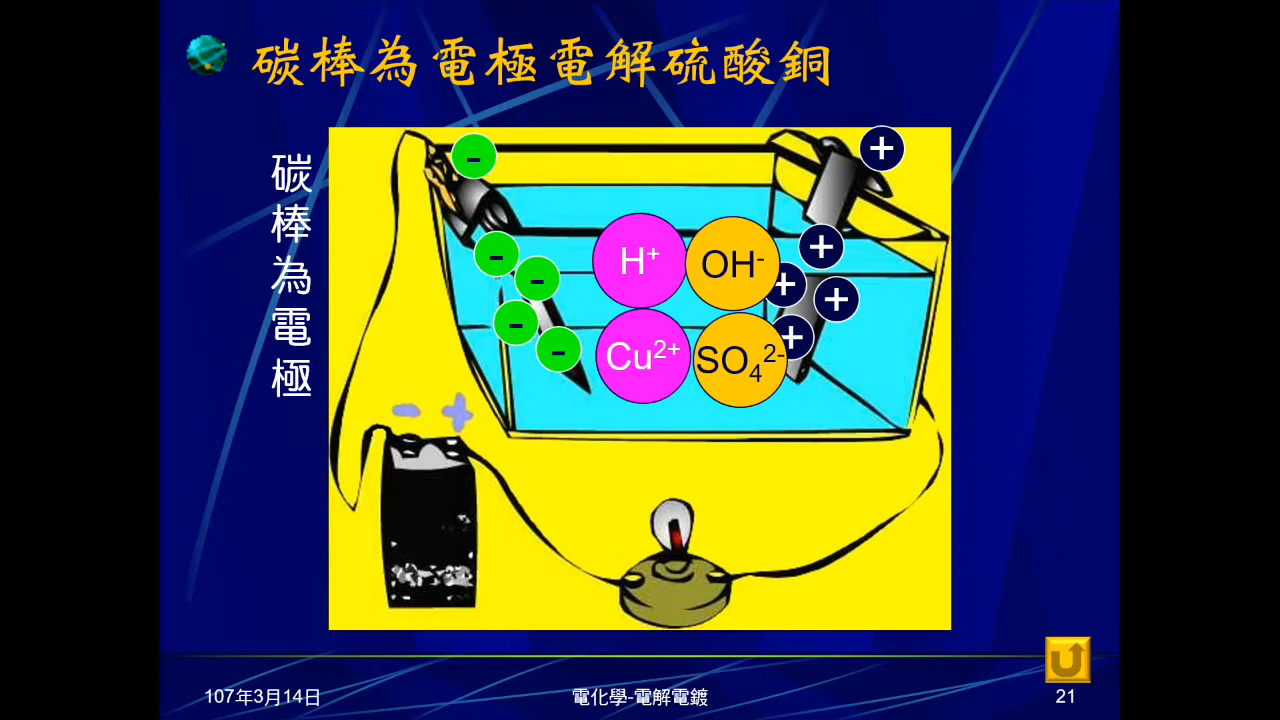 碳棒為電極電解硫酸銅
碳棒為電極
-
+
-
-
-
-
H⁺
OH⁻
+
+
+
+
Cu²⁺
SO₄²⁻
- +
107年3月14日
電化學-電解電鍍
21